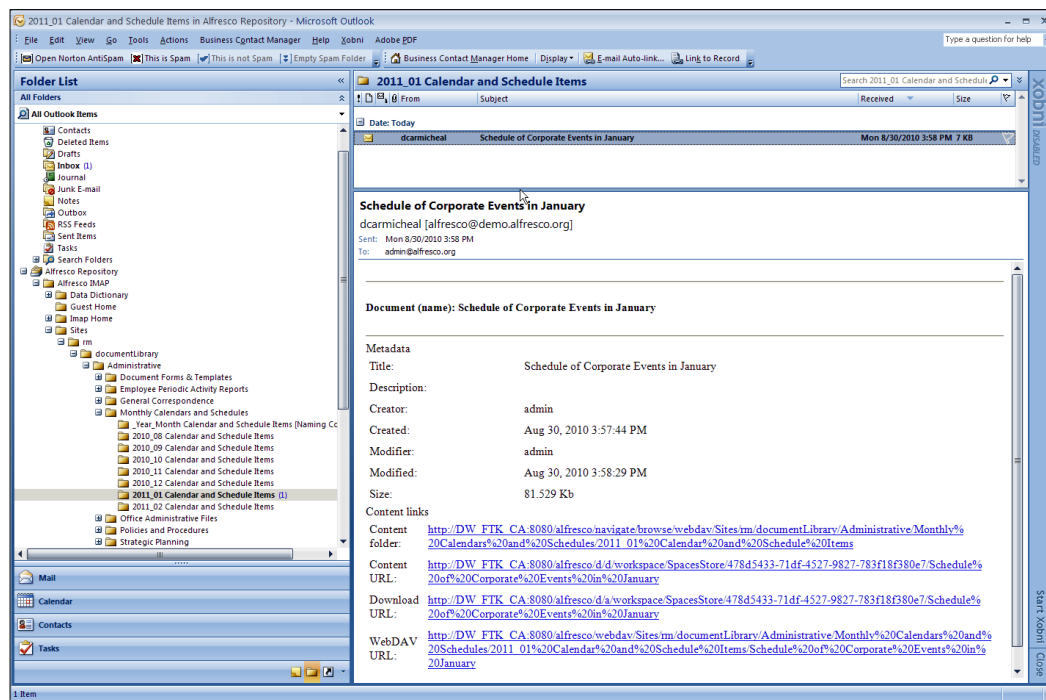 2011_01 Calendar and Schedule Items in Alfresco Repository - Microsoft Outlook
File Edit View Go Tools Actions Business Contact Manager Help Xobni Adobe PDF
Type a question for help
Open Norton AntiSpam This is Spam This is not Spam Empty Spam Folder Business Contact Manager Home Display E-mail Auto-link... Link to Record
Folder List
All Folders
All Outlook Items
Contacts
Deleted Items
Drafts
Inbox (1)
Journal
Junk E-mail
Notes
Outbox
RSS Feeds
Sent Items
Tasks
Search Folders
Alfresco Repository
Alfresco IMAP
Data Dictionary
Guest Home
Imap Home
Sites
rm
documentLibrary
Administrative
Document Forms & Templates
Employee Periodic Activity Reports
General Correspondence
Monthly Calendars and Schedules
_Year_Month Calendar and Schedule Items [Naming Cc
2010_08 Calendar and Schedule Items
2010_09 Calendar and Schedule Items
2010_10 Calendar and Schedule Items
2010_11 Calendar and Schedule Items
2010_12 Calendar and Schedule Items
2011_01 Calendar and Schedule Items (1)
2011_02 Calendar and Schedule Items
Office Administrative Files
Policies and Procedures
Strategic Planning
Mail
Calendar
Contacts
Tasks
1 Item
2011_01 Calendar and Schedule Items
Search 2011_01 Calendar and Schedul
From Subject Received Size
Date: Today
dcarmicheal Schedule of Corporate Events in January Mon 8/30/2010 3:58 PM 7 KB
Schedule of Corporate Events in January
dcarmicheal [alfresco@demo.alfresco.org]
Sent: Mon 8/30/2010 3:58 PM
To: admin@alfresco.org
Document (name): Schedule of Corporate Events in January
Metadata
Title: Schedule of Corporate Events in January
Description:
Creator: admin
Created: Aug 30, 2010 3:57:44 PM
Modifier: admin
Modified: Aug 30, 2010 3:58:29 PM
Size: 81.529 Kb
Content links
Content http://DW_FTK_CA:8080/alfresco/navigate/browse/webdav/Sites/rm/documentLibrary/Administrative/Monthly%
folder: 20Calendars%20and%20Schedules/2011_01%20Calendar%20and%20Schedule%20Items
Content http://DW_FTK_CA:8080/alfresco/d/d/workspace/SpacesStore/478d5433-71df-4527-9827-783f18f380e7/Schedule%
URL: 20of%20Corporate%20Events%20in%20January
Download http://DW_FTK_CA:8080/alfresco/d/a/workspace/SpacesStore/478d5433-71df-4527-9827-783f18f380e7/Schedule%
URL: 20of%20Corporate%20Events%20in%20January
WebDAV http://DW_FTK_CA:8080/alfresco/webdav/Sites/rm/documentLibrary/Administrative/Monthly%20Calendars%20and%
URL: 20Schedules/2011_01%20Calendar%20and%20Schedule%20Items/Schedule%20of%20Corporate%20Events%20in%
20January
xobni DISABLED
Start Xobni
Close